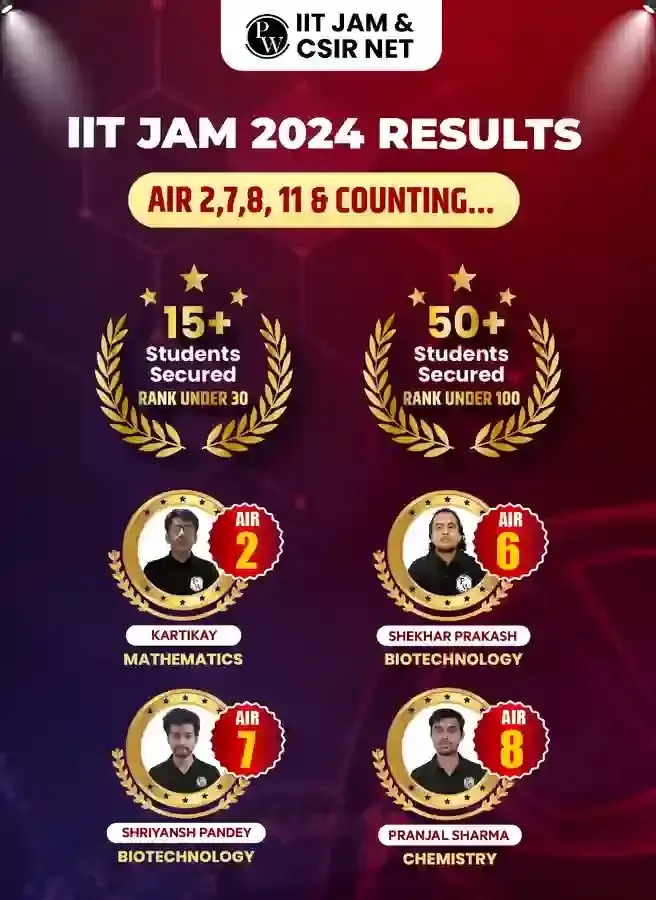 PW
IIT JAM &
CSIR NET
IIT JAM 2024 RESULTS
AIR 2,7,8, 11 & COUNTING...
15+
Students
Secured
RANK UNDER 30
50+
Students
Secured
RANK UNDER 100
AIR
2
KARTIKAY
MATHEMATICS
AIR
6
SHEKHAR PRAKASH
BIOTECHNOLOGY
AIR
7
SHRIYANSH PANDEY
BIOTECHNOLOGY
AIR
8
PRANJAL SHARMA
CHEMISTRY